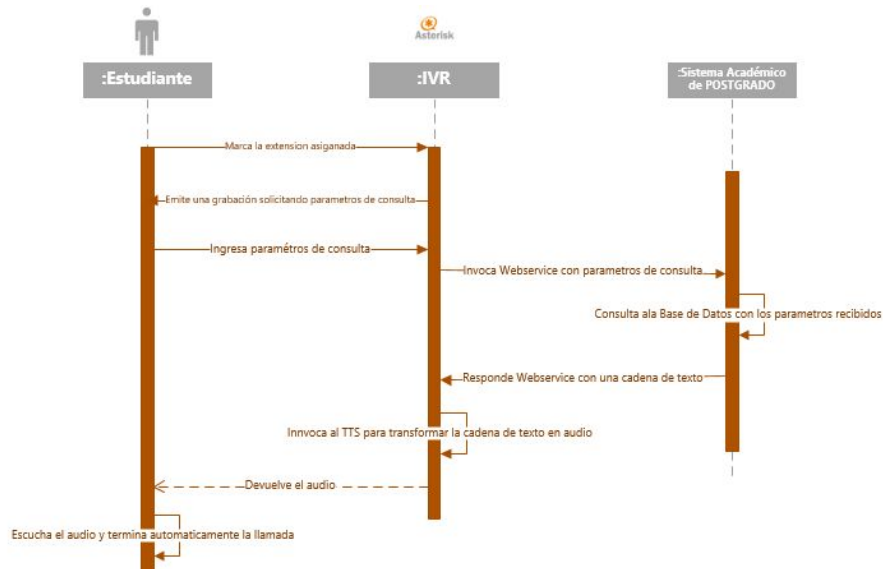 Asterisk
:Estudiante
:IVR
:Sistema Académico
de POSTGRADO
Marca la extension asiganada
Emite una grabación solicitando parametros de consulta
Ingresa paramétros de consulta
Invoca Webservice con parametros de consulta
Consulta ala Base de Datos con los parametros recibidos
Responde Webservice con una cadena de texto
Innvoca al TTS para transformar la cadena de texto en audio
Devuelve el audio
Escucha el audio y termina automaticamente la llamada